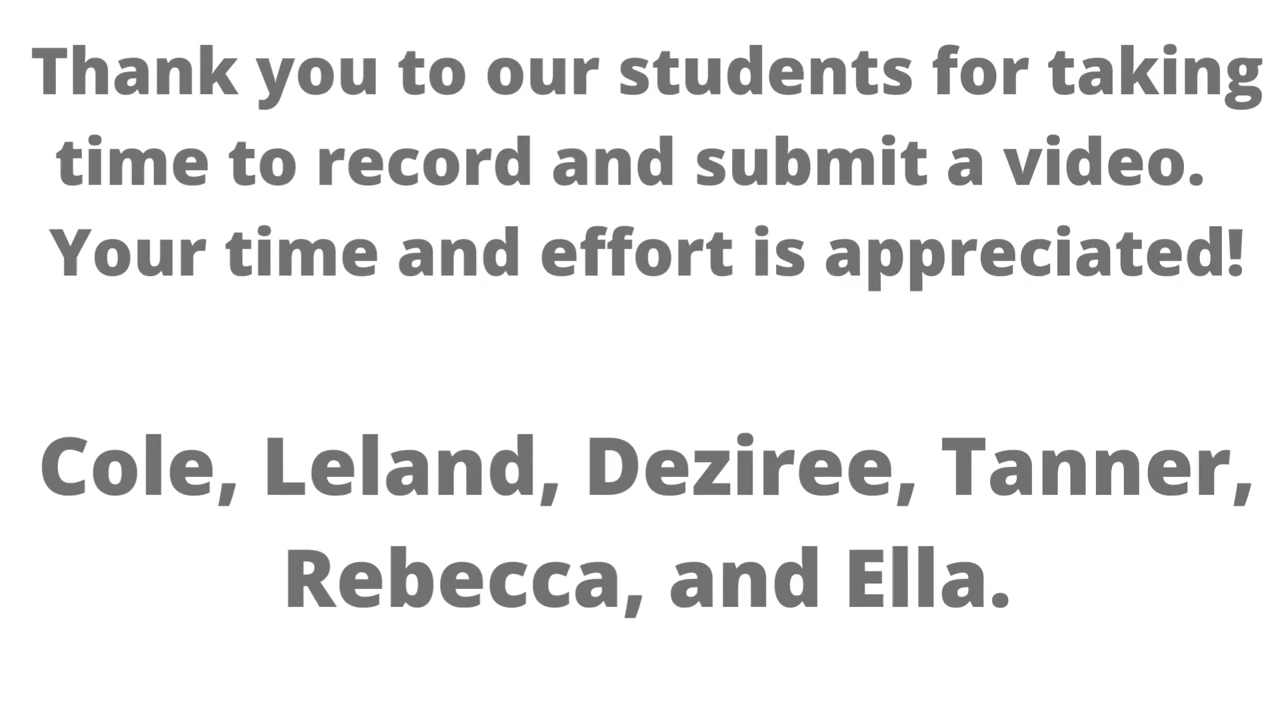 Thank you to our students for taking
time to record and submit a video.
Your time and effort is appreciated!
Cole, Leland, Deziree, Tanner,
Rebecca, and Ella.